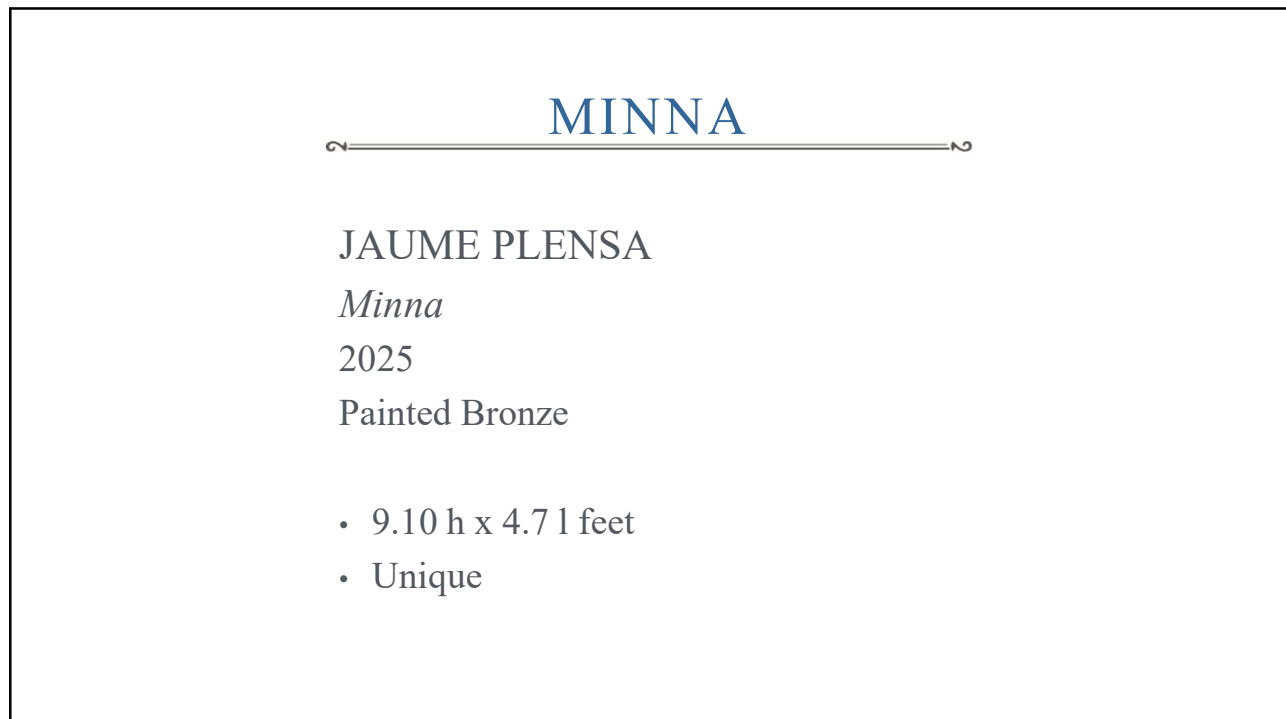 MINNA
JAUME PLENSA
Minna
2025
Painted Bronze
• 9.10 h x 4.7 l feet
• Unique